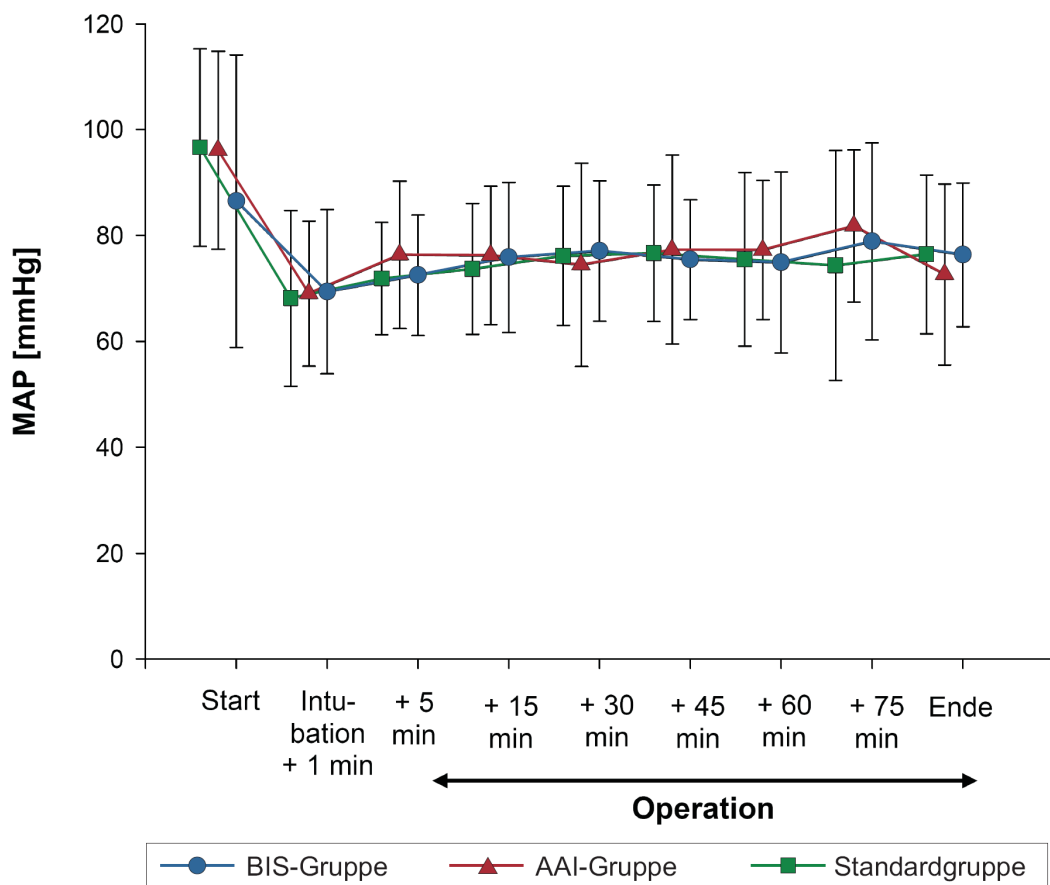 120
100
80
60
40
20
0
MAP [mmHg]
Start
Intu-
bation
+ 1 min
+ 5
min
+ 15
min
+ 30
min
+ 45
min
+ 60
min
+ 75
min
Ende
Operation
BIS-Gruppe
AAI-Gruppe
Standardgruppe